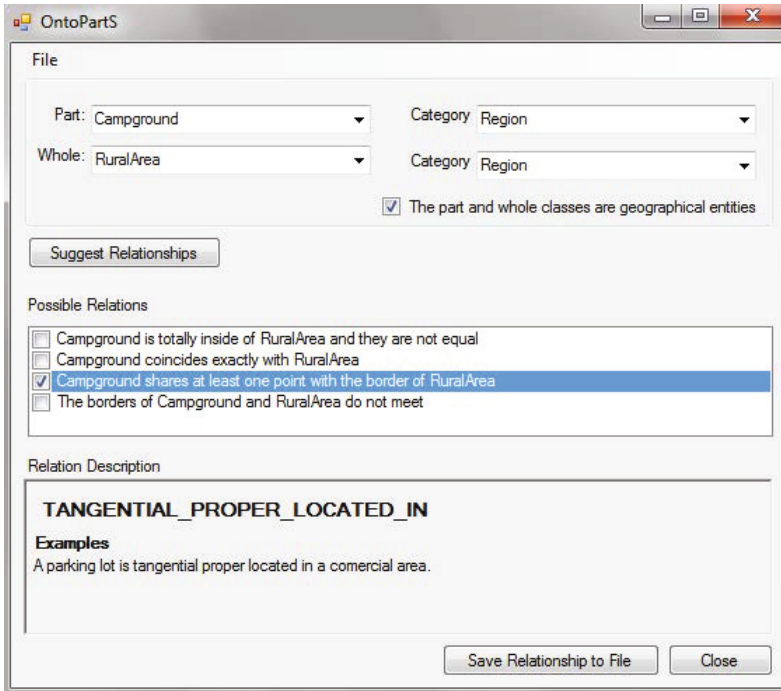 OntoPartS
File
Part: Campground Category Region
Whole: RuralArea Category Region
The part and whole classes are geographical entities
Suggest Relationships
Possible Relations
Campground is totally inside of RuralArea and they are not equal
Campground coincides exactly with RuralArea
Campground shares at least one point with the border of RuralArea
The borders of Campground and RuralArea do not meet
Relation Description
TANGENTIAL_PROPER_LOCATED_IN
Examples
A parking lot is tangential proper located in a comercial area.
Save Relationship to File Close